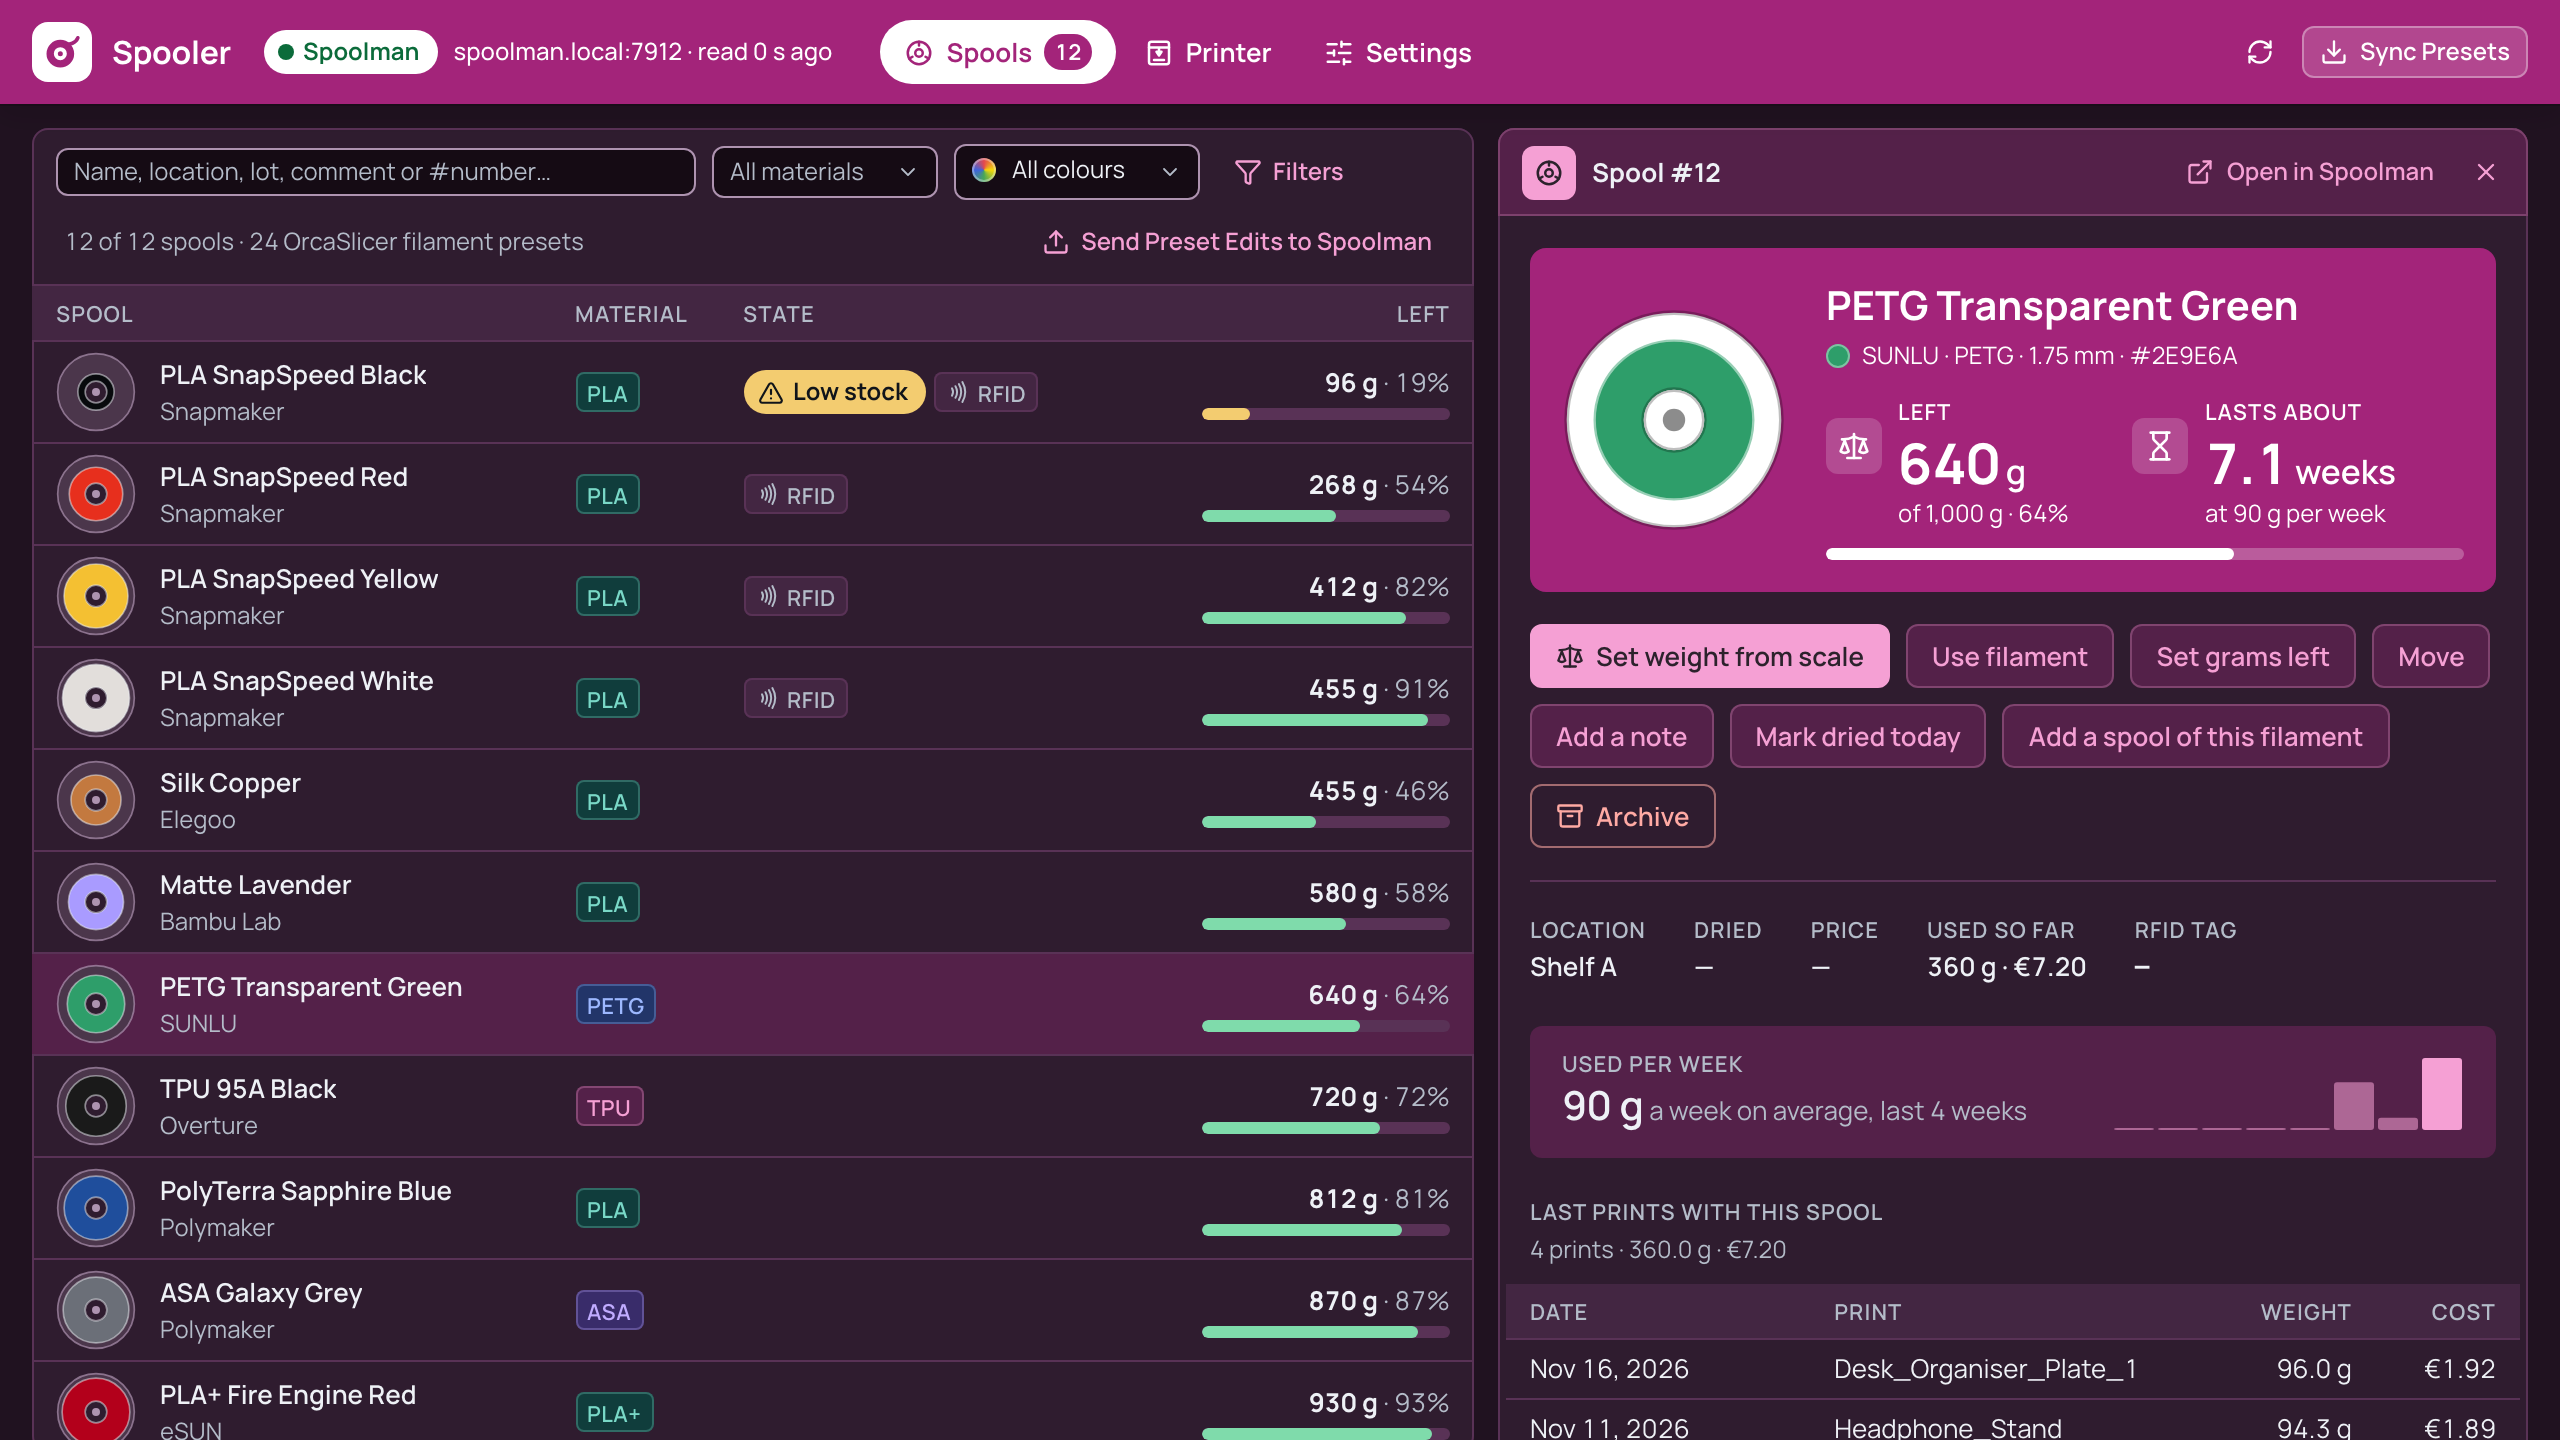 Spooler
Spoolman
spoolman.local:7912 · read 0 s ago
Spools 12
Printer
Settings
Sync Presets
Name, location, lot, comment or #number...
All materials
All colours
Filters
12 of 12 spools · 24 OrcaSlicer filament presets
Send Preset Edits to Spoolman
SPOOL MATERIAL STATE LEFT
PLA SnapSpeed Black
Snapmaker
PLA
Low stock
RFID
96 g · 19%
PLA SnapSpeed Red
Snapmaker
PLA
RFID
268 g · 54%
PLA SnapSpeed Yellow
Snapmaker
PLA
RFID
412 g · 82%
PLA SnapSpeed White
Snapmaker
PLA
RFID
455 g · 91%
Silk Copper
Elegoo
PLA
455 g · 46%
Matte Lavender
Bambu Lab
PLA
580 g · 58%
PETG Transparent Green
SUNLU
PETG
640 g · 64%
TPU 95A Black
Overture
TPU
720 g · 72%
PolyTerra Sapphire Blue
Polymaker
PLA
812 g · 81%
ASA Galaxy Grey
Polymaker
ASA
870 g · 87%
PLA+ Fire Engine Red
eSUN
PLA+
930 g · 93%
Spool #12
Open in Spoolman
PETG Transparent Green
SUNLU · PETG · 1.75 mm · #2E9E6A
LEFT
640 g
of 1,000 g · 64%
LASTS ABOUT
7.1 weeks
at 90 g per week
Set weight from scale
Use filament
Set grams left
Move
Add a note
Mark dried today
Add a spool of this filament
Archive
LOCATION
Shelf A
DRIED
–
PRICE
–
USED SO FAR
360 g · €7.20
RFID TAG
–
USED PER WEEK
90 g a week on average, last 4 weeks
LAST PRINTS WITH THIS SPOOL
4 prints · 360.0 g · €7.20
DATE PRINT WEIGHT COST
Nov 16, 2026 Desk_Organiser_Plate_1 96.0 g €1.92
Nov 11, 2026 Headphone_Stand 94.3 g €1.89